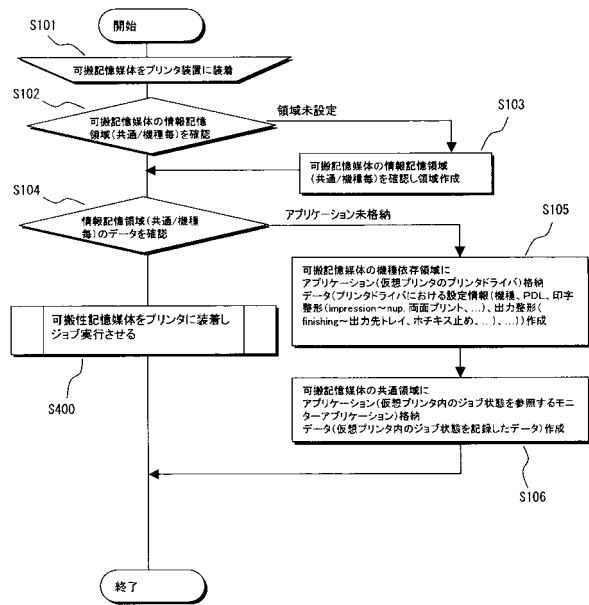 S101
開始
可搬記憶媒体をプリンタ装置に装着
S102
可搬記憶媒体の情報記憶
領域(共通/機種毎)を確認
領域未設定
S103
可搬記憶媒体の情報記憶領域
(共通/機種毎)を確認し領域作成
S104
情報記憶領域(共通/機種
毎)のデータを確認
アプリケーション未格納
S105
可搬記憶媒体の機種依存領域に
アプリケーション(仮想プリンタのプリンタドライバ)格納
データ(プリンタドライバにおける設定情報(機種、PDL、印字
整形(impression~nup、両面プリント、...)、出力整形(
finishing~出力先トレイ、ホチキス止め、...)、...))作成
可搬性記憶媒体をプリンタに装着し
ジョブ実行させる
S400
可搬記憶媒体の共通領域に
アプリケーション(仮想プリンタ内のジョブ状態を参照するモニ
ターアプリケーション)格納
データ(仮想プリンタ内のジョブ状態を記録したデータ)作成
S106
終了